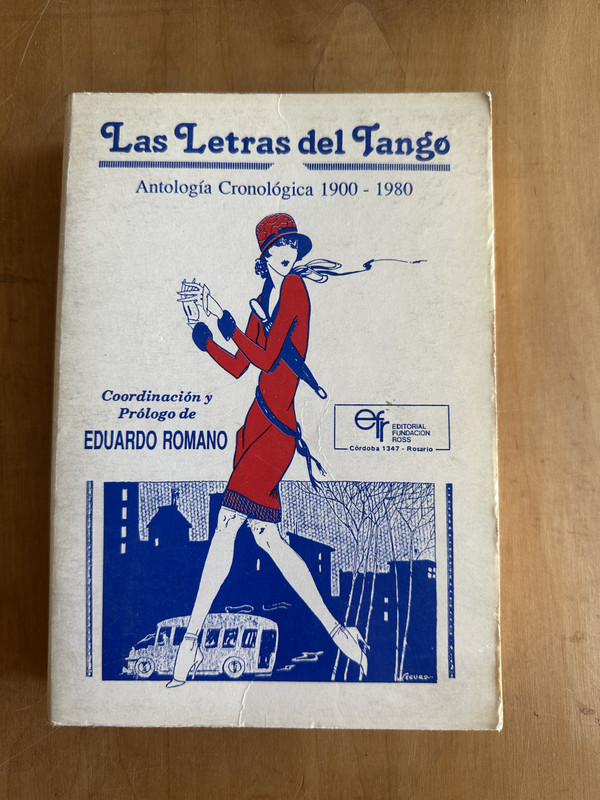 Las Letras del Tango
Antología Cronológica 1900 - 1980
Coordinación y
Prólogo de
EDUARDO ROMANO
efr
EDITORIAL
FUNDACION
ROSS
Córdoba 1347 - Rosario